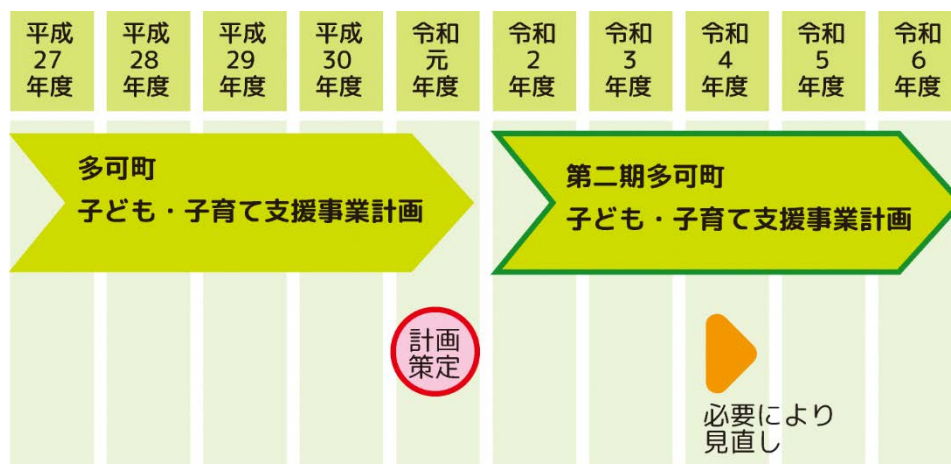 平成
27
年度
平成
28
年度
平成
29
年度
平成
30
年度
令和
元
年度
令和
2
年度
令和
3
年度
令和
4
年度
令和
5
年度
令和
6
年度
多可町
子ども・子育て支援事業計画
第二期多可町
子ども・子育て支援事業計画
計画
策定
必要により
見直し